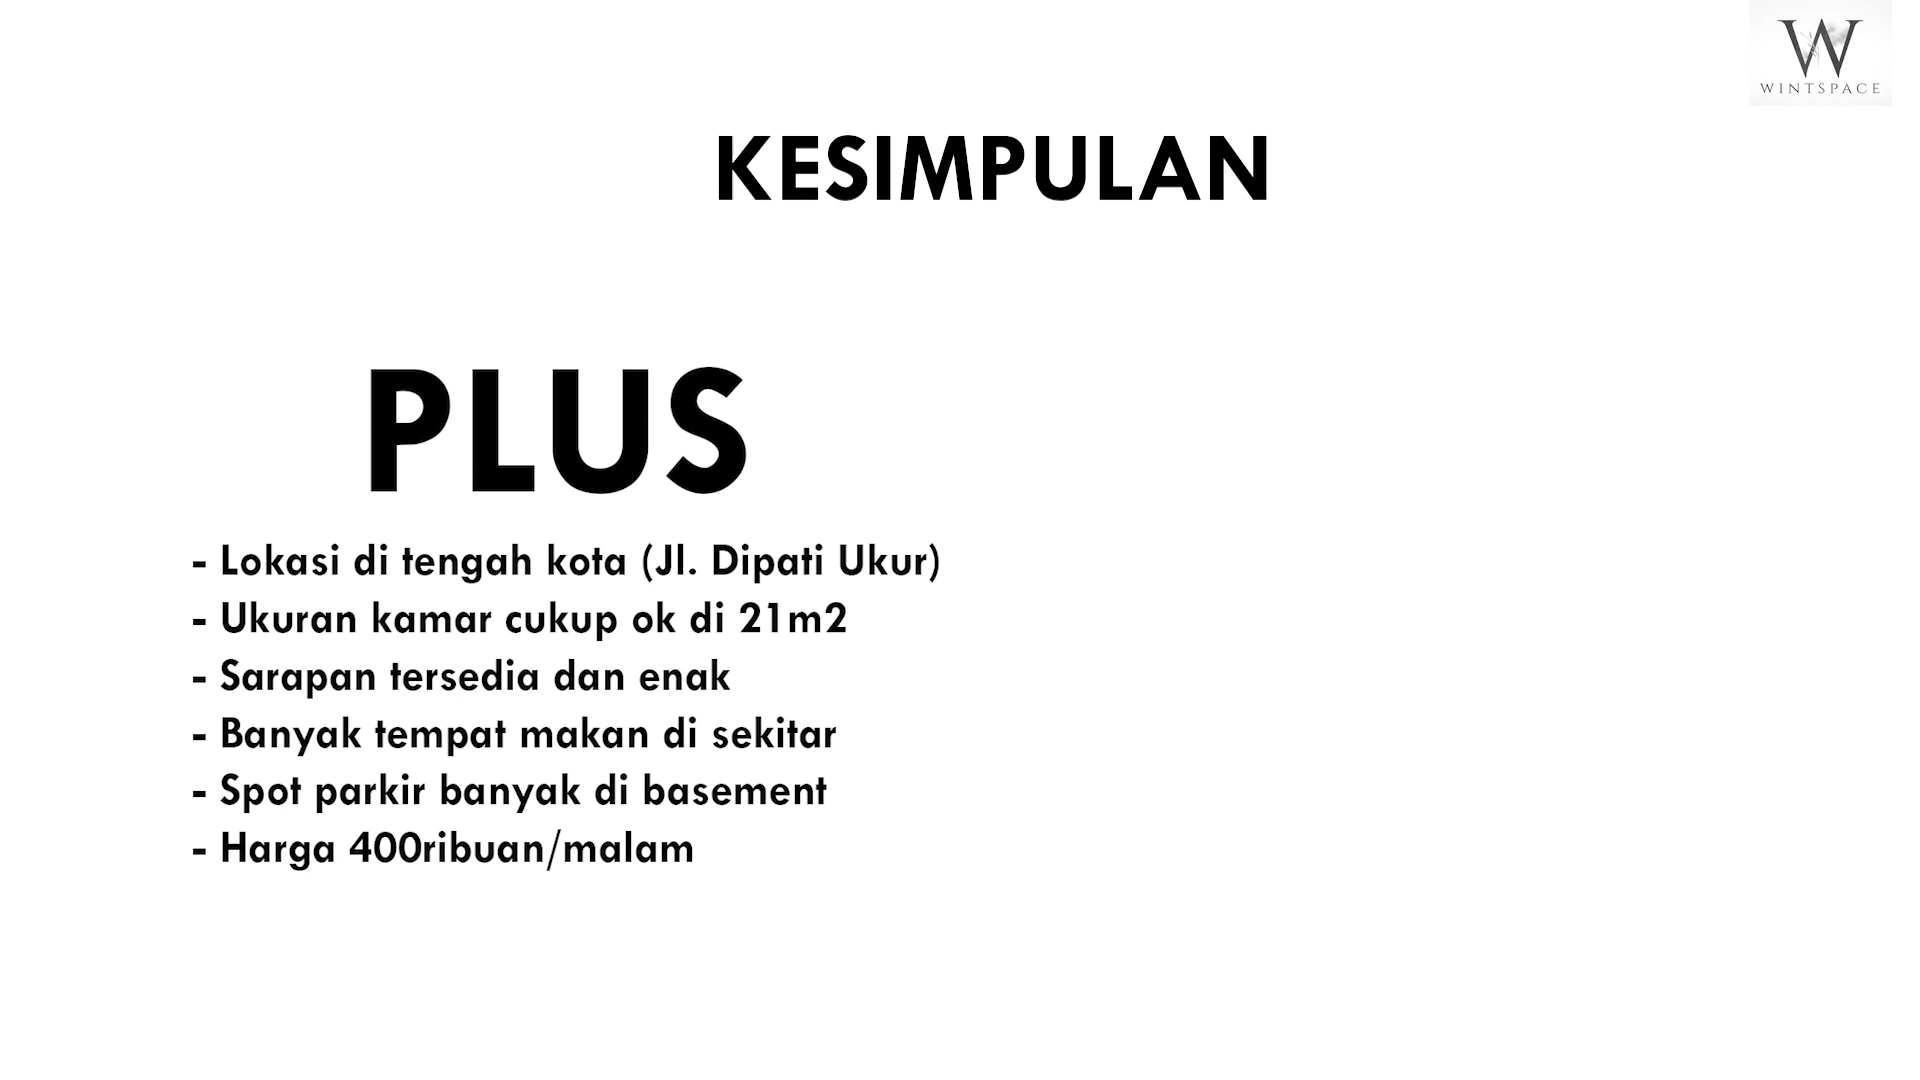 W
WINTSPACE
KESIMPULAN
PLUS
- Lokasi di tengah kota (Jl. Dipati Ukur)
- Ukuran kamar cukup ok di 21m2
- Sarapan tersedia dan enak
- Banyak tempat makan di sekitar
- Spot parkir banyak di basement
- Harga 400ribuan/malam